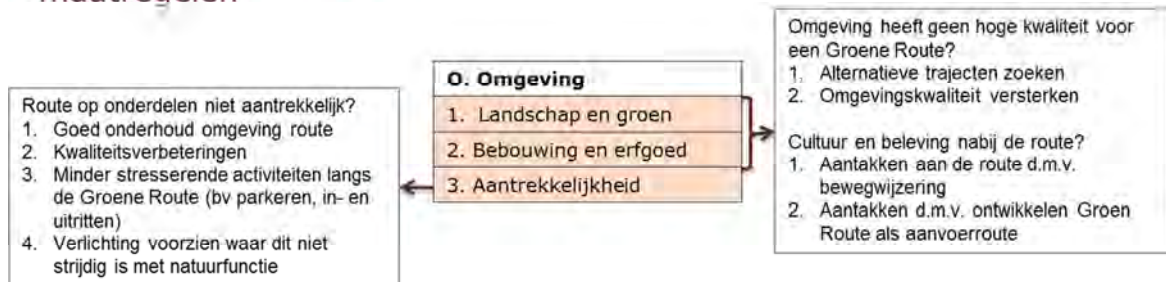 maatregelen
Route op onderdelen niet aantrekkelijk?
1. Goed onderhoud omgeving route
2. Kwaliteitsverbeteringen
3. Minder stresserende activiteiten langs
de Groene Route (bv parkeren, in- en
uitritten)
4. Verlichting voorzien waar dit niet
strijdig is met natuurfunctie
O. Omgeving
1. Landschap en groen
2. Bebouwing en erfgoed
3. Aantrekkelijkheid
Omgeving heeft geen hoge kwaliteit voor
een Groene Route?
1. Alternatieve trajecten zoeken
2. Omgevingskwaliteit versterken
Cultuur en beleving nabij de route?
1. Aantakken aan de route d.m.v.
bewegwijzering
2. Aantakken d.m.v. ontwikkelen Groen
Route als aanvoerroute